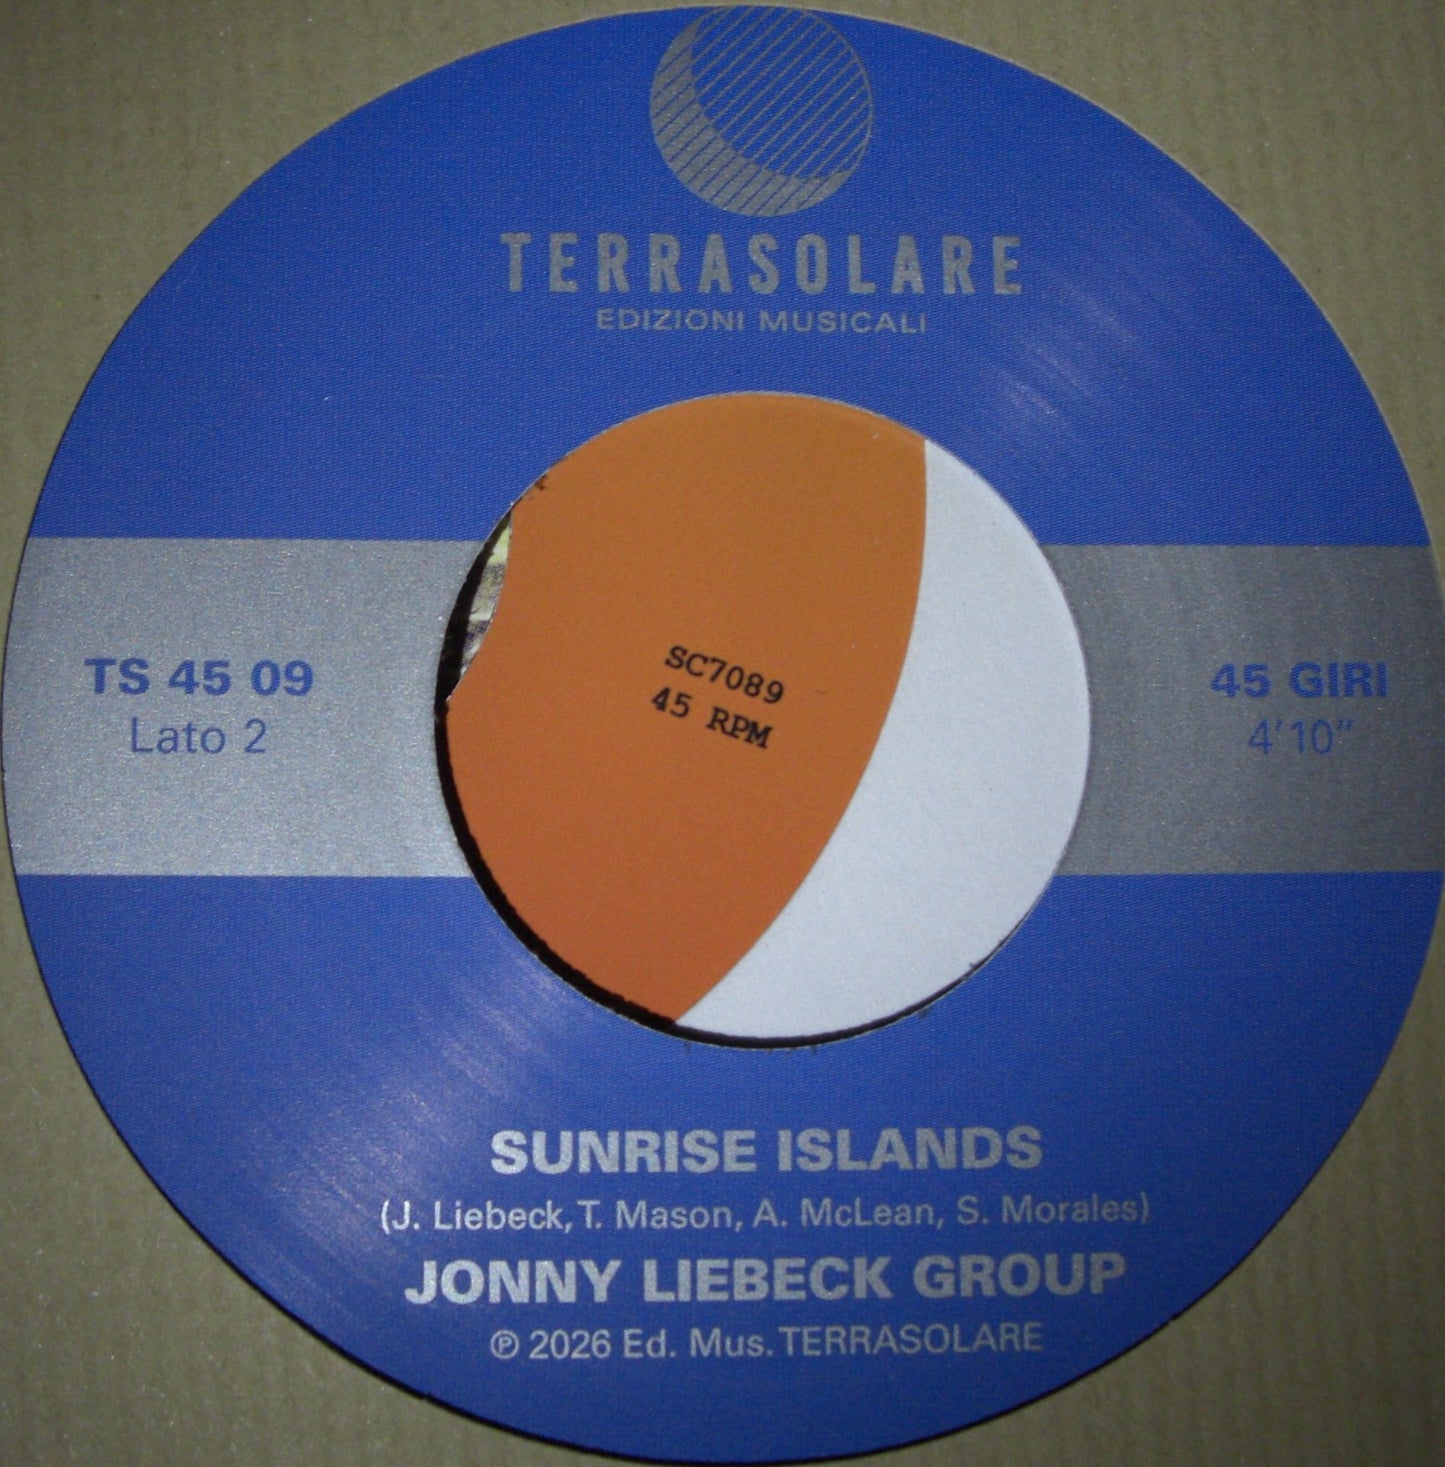 TERRASOLARE
EDIZIONI MUSICALI
TS 45 09
Lato 2
SC7089
45 RPM
45 GIRI
4'10"
SUNRISE ISLANDS
(J. Liebeck, T. Mason, A. McLean, S. Morales)
JONNY LIEBECK GROUP
℗ 2026 Ed. Mus. TERRASOLARE